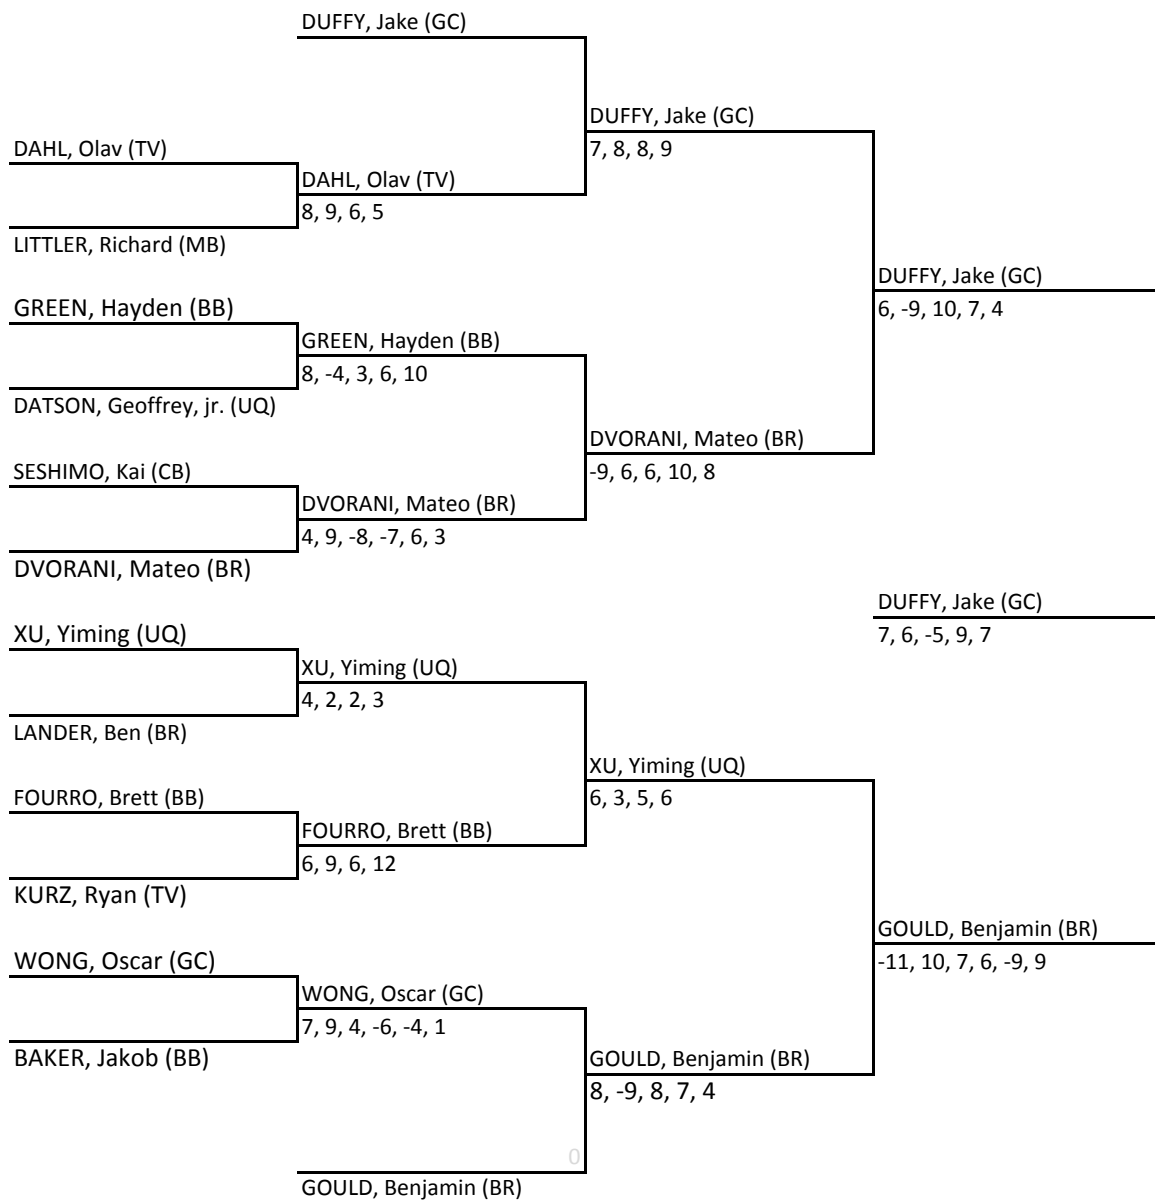 DUFFY, Jake (GC)
DUFFY, Jake (GC)
7, 8, 8, 9
DAHL, Olav (TV)
DAHL, Olav (TV)
8, 9, 6, 5
LITTLER, Richard (MB)
DUFFY, Jake (GC)
6, -9, 10, 7, 4
GREEN, Hayden (BB)
GREEN, Hayden (BB)
8, -4, 3, 6, 10
DATSON, Geoffrey, jr. (UQ)
DVORANI, Mateo (BR)
-9, 6, 6, 10, 8
SESHIMO, Kai (CB)
DVORANI, Mateo (BR)
4, 9, -8, -7, 6, 3
DVORANI, Mateo (BR)
DUFFY, Jake (GC)
7, 6, -5, 9, 7
XU, Yiming (UQ)
XU, Yiming (UQ)
4, 2, 2, 3
LANDER, Ben (BR)
XU, Yiming (UQ)
6, 3, 5, 6
FOURRO, Brett (BB)
FOURRO, Brett (BB)
6, 9, 6, 12
KURZ, Ryan (TV)
GOULD, Benjamin (BR)
-11, 10, 7, 6, -9, 9
WONG, Oscar (GC)
WONG, Oscar (GC)
7, 9, 4, -6, -4, 1
BAKER, Jakob (BB)
GOULD, Benjamin (BR)
8, -9, 8, 7, 4
0
GOULD, Benjamin (BR)